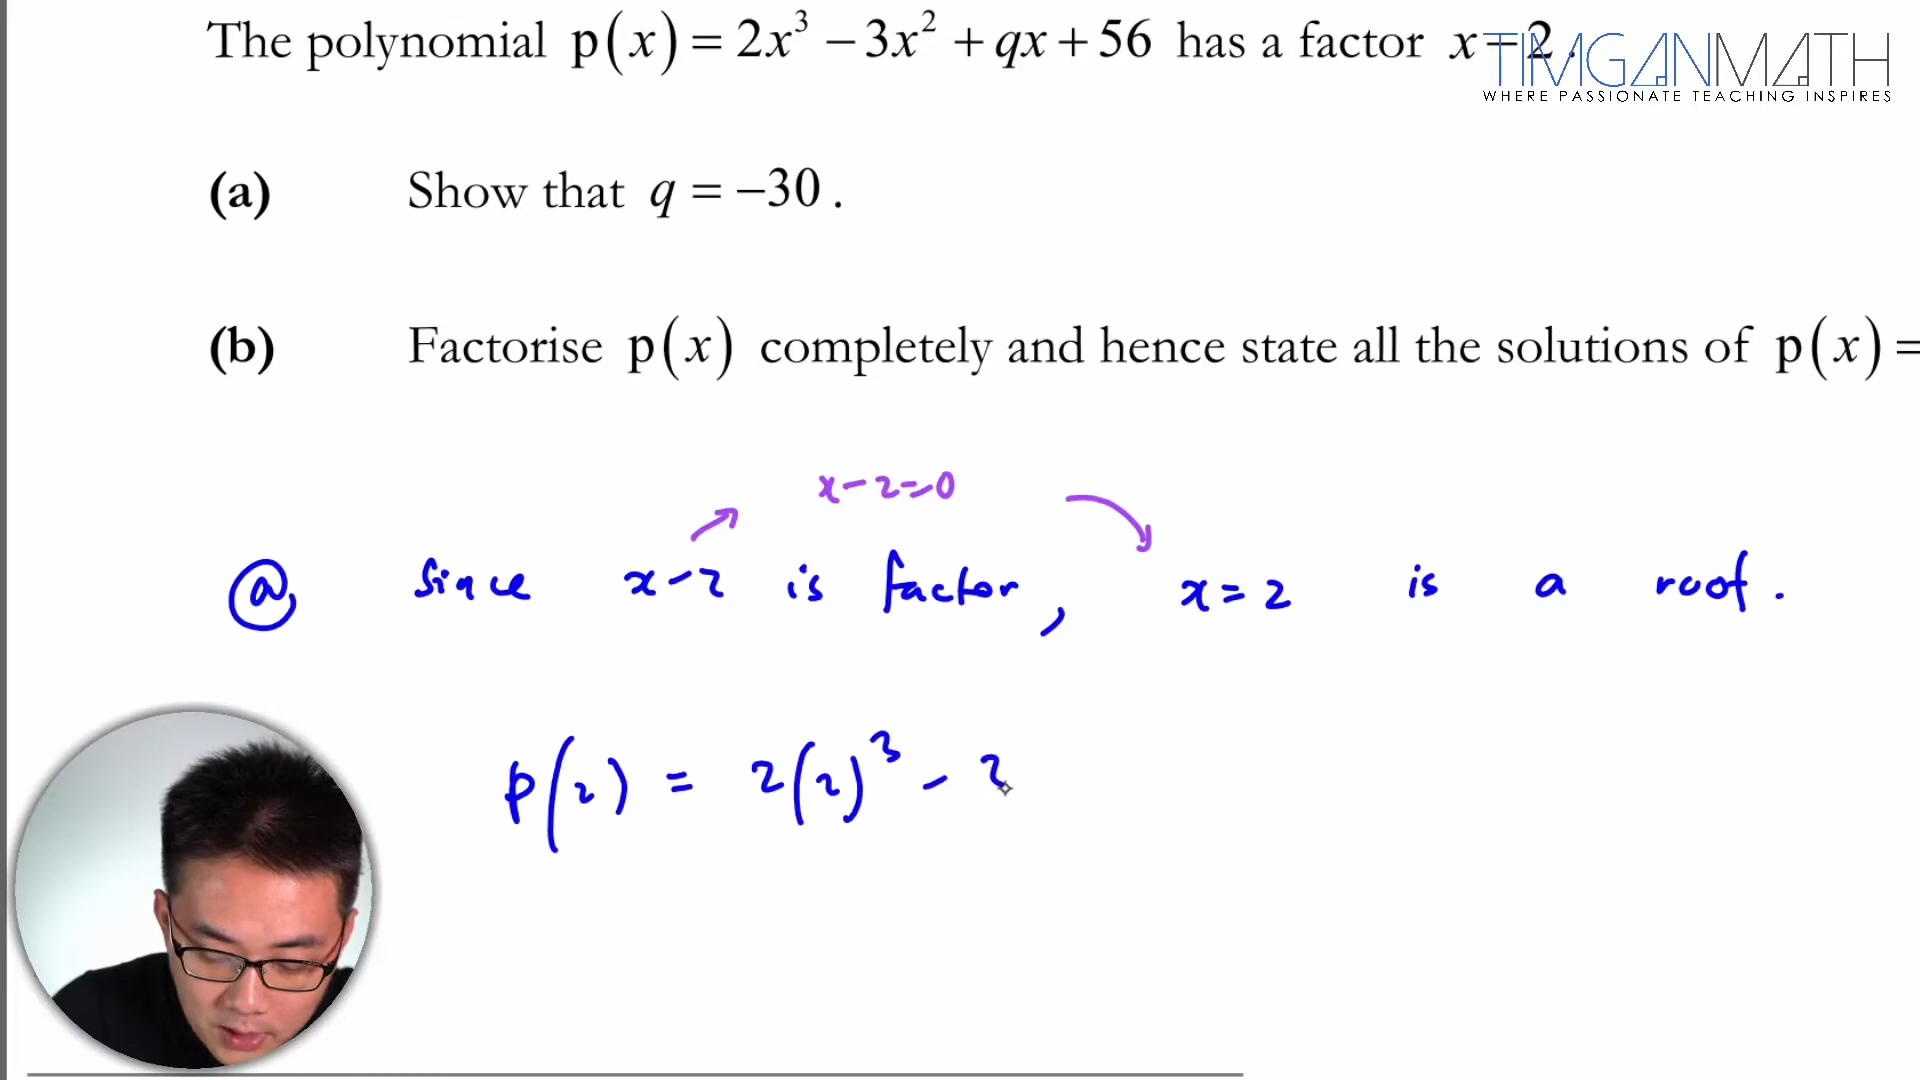 The polynomial p(x) = 2x³ − 3x² + qx + 56 has a factor x − 2 .
TIMGANMATH
WHERE PASSIONATE TEACHING INSPIRES
(a) Show that q = −30 .
(b) Factorise p(x) completely and hence state all the solutions of p(x) =
x − 2 = 0
(a) Since x − 2 is factor, x = 2 is a root.
p(2) = 2(2)³ −